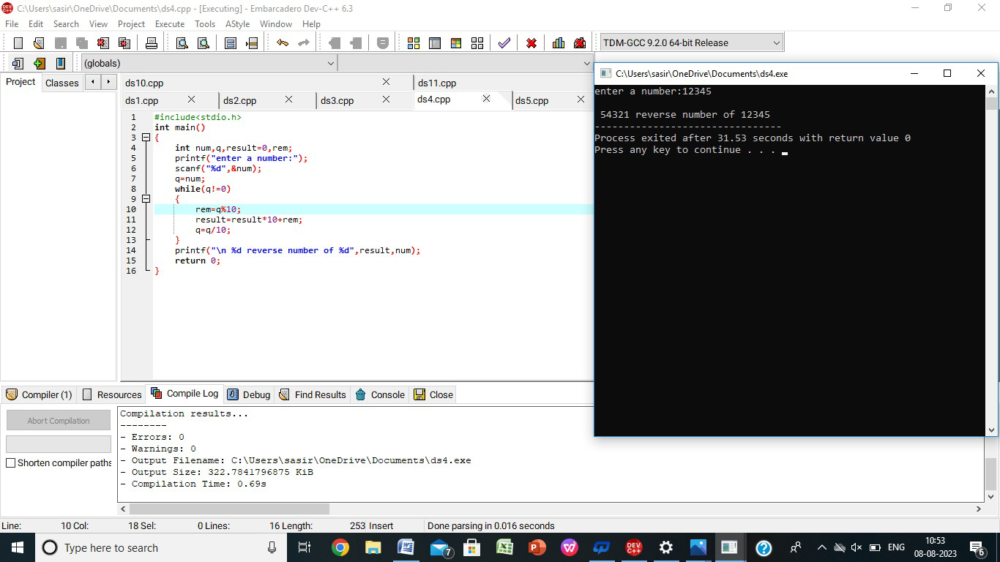 C:\Users\sasir\OneDrive\Documents\ds4.cpp - [Executing] - Embarcadero Dev-C++ 6.3
File Edit Search View Project Execute Tools AStyle Window Help
TDM-GCC 9.2.0 64-bit Release
(globals)
Project Classes
ds10.cpp ds11.cpp
ds1.cpp ds2.cpp ds3.cpp ds4.cpp ds5.cpp
1 #include<stdio.h>
2 int main()
3 {
4 int num,q,result=0,rem;
5 printf("enter a number:");
6 scanf("%d",&num);
7 q=num;
8 while(q!=0)
9 {
10 rem=q%10;
11 result=result*10+rem;
12 q=q/10;
13 }
14 printf("\n %d reverse number of %d",result,num);
15 return 0;
16 }
C:\Users\sasir\OneDrive\Documents\ds4.exe
enter a number:12345
54321 reverse number of 12345
--------------------------------
Process exited after 31.53 seconds with return value 0
Press any key to continue . . .
Compiler (1) Resources Compile Log Debug Find Results Console Close
Abort Compilation
Shorten compiler paths
Compilation results...
--------
- Errors: 0
- Warnings: 0
- Output Filename: C:\Users\sasir\OneDrive\Documents\ds4.exe
- Output Size: 322.7841796875 KiB
- Compilation Time: 0.69s
Line: 10 Col: 18 Sel: 0 Lines: 16 Length: 253 Insert Done parsing in 0.016 seconds
Type here to search
7
DEV C++
ENG
10:53
08-08-2023
6